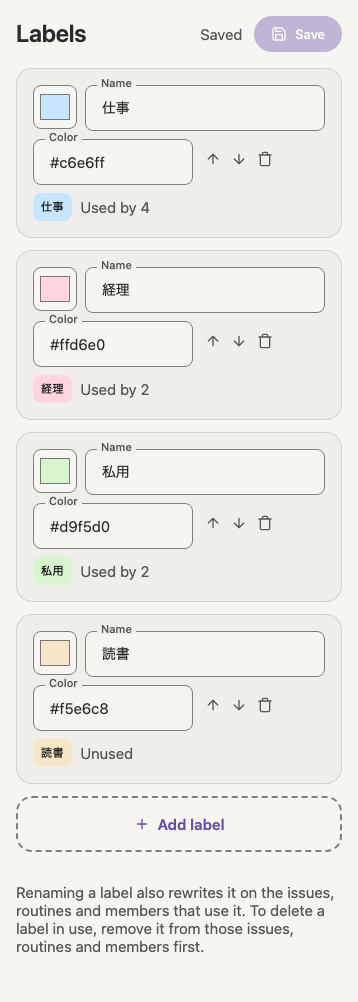 Labels
Saved
Save
Name
仕事
Color
#c6e6ff
仕事 Used by 4
Name
経理
Color
#ffd6e0
経理 Used by 2
Name
私用
Color
#d9f5d0
私用 Used by 2
Name
読書
Color
#f5e6c8
読書 Unused
+ Add label
Renaming a label also rewrites it on the issues,
routines and members that use it. To delete a
label in use, remove it from those issues,
routines and members first.